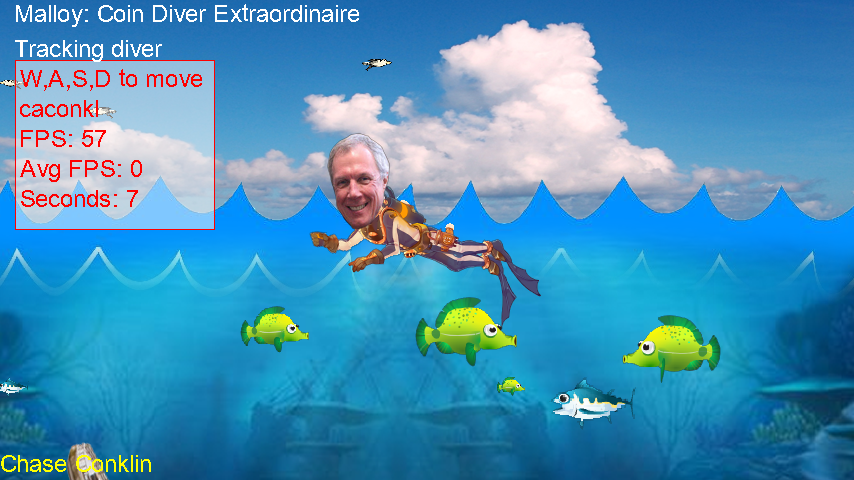 Malloy: Coin Diver Extraordinaire
Tracking diver
W,A,S,D to move
caconkl
FPS: 57
Avg FPS: 0
Seconds: 7
Chase Conklin